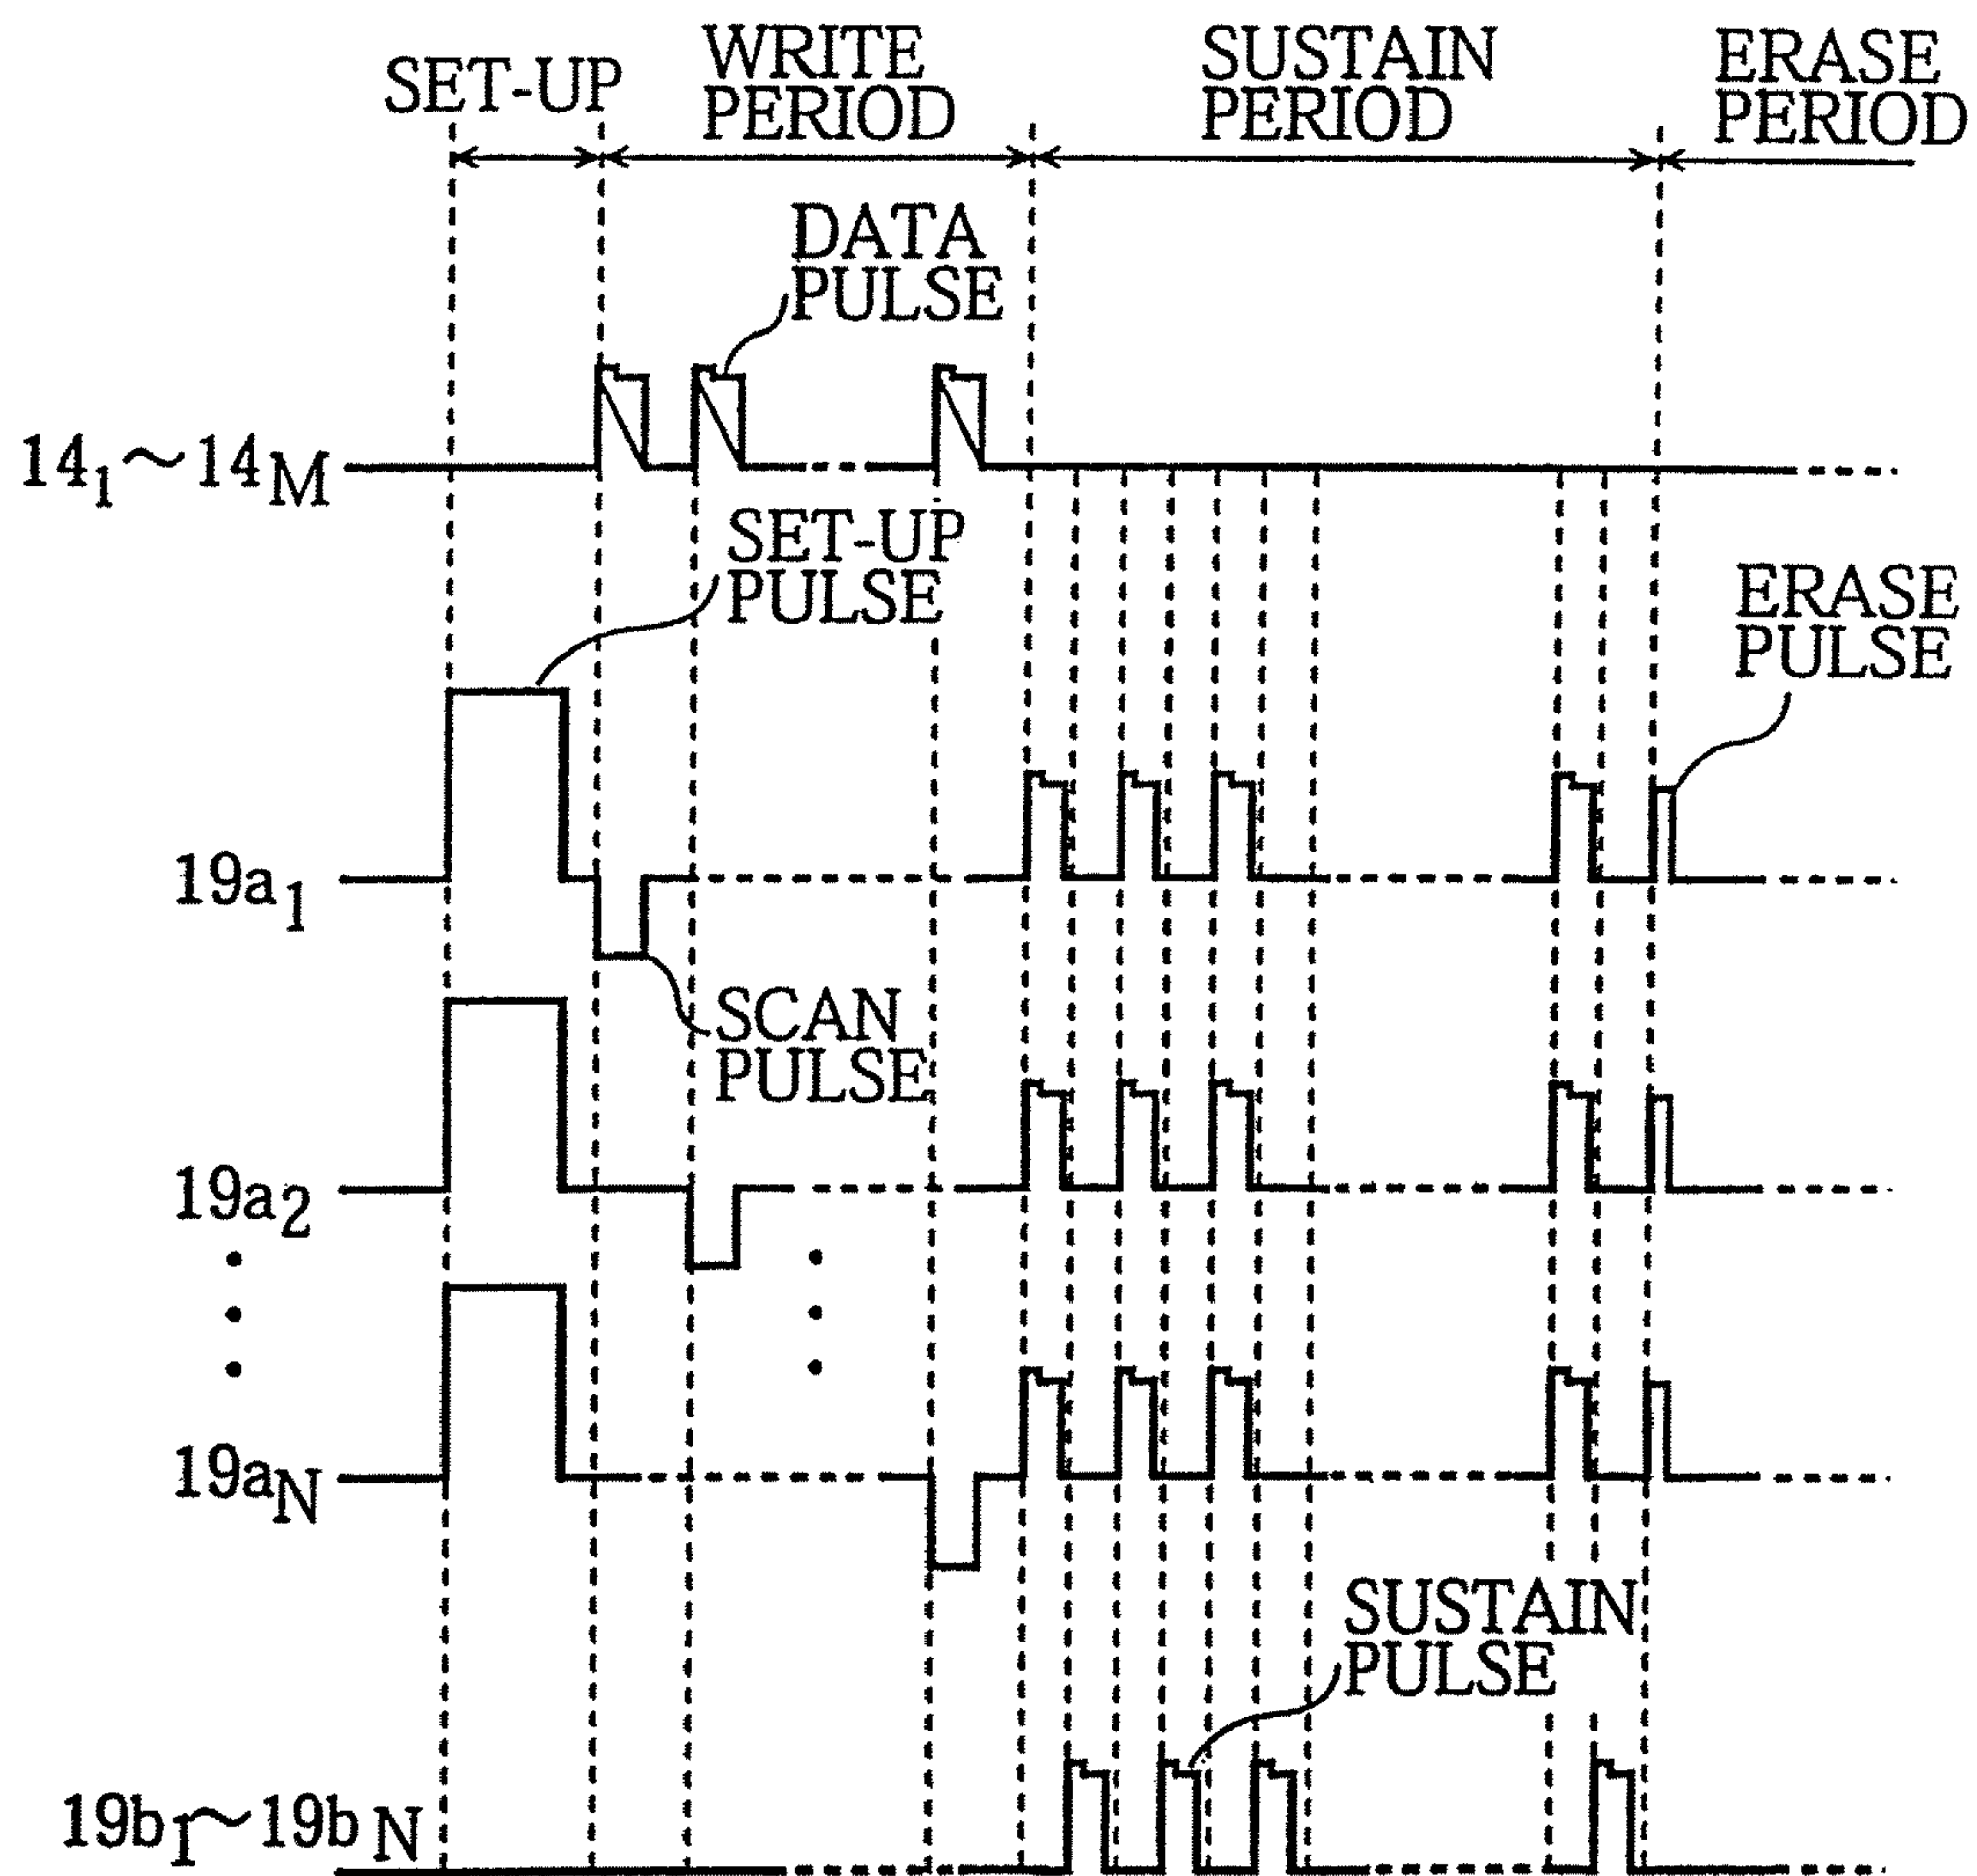 SET-UP
WRITE
PERIOD
SUSTAIN
PERIOD
ERASE
PERIOD
DATA
PULSE
14₁~14M
SET-UP
PULSE
ERASE
PULSE
19a₁
SCAN
PULSE
19a₂
19aN
SUSTAIN
PULSE
19b₁~19bN